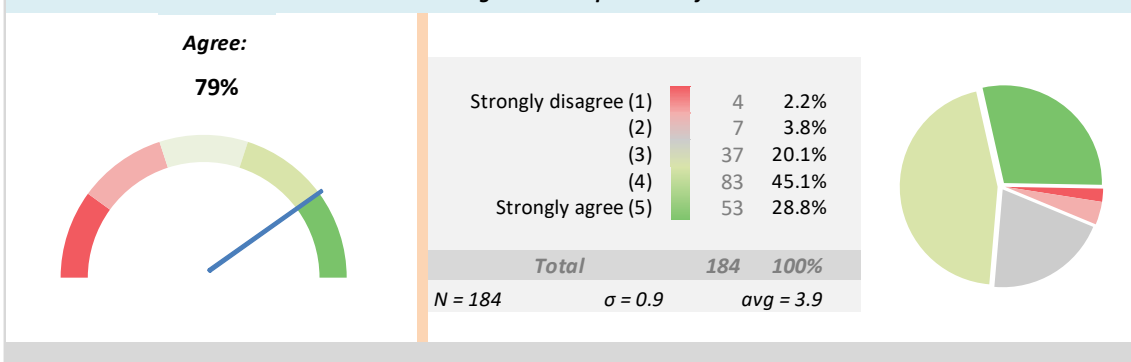 Agree:
79%
Strongly disagree (1) 4 2.2%
(2) 7 3.8%
(3) 37 20.1%
(4) 83 45.1%
Strongly agree (5) 53 28.8%
Total 184 100%
N = 184 σ = 0.9 avg = 3.9